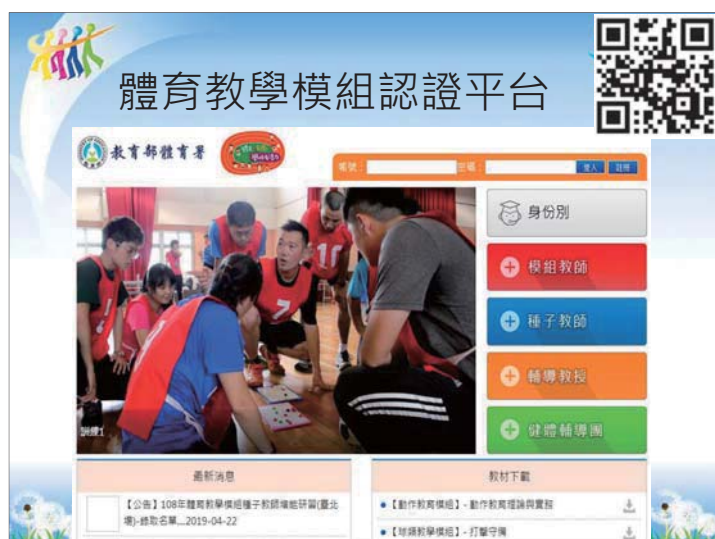 體育教學模組認證平台
教育部體育署
帳號：
密碼：
登入
註冊
身份別
模組教師
種子教師
輔導教授
健體輔導團
訓練1
最新消息
教材下載
【公告】108年體育教學模組種子教師增能研習(臺北
場)-錄取名單...2019-04-22
【動作教育模組】- 動作教育理論與實務
【球類教學模組】- 打擊守備